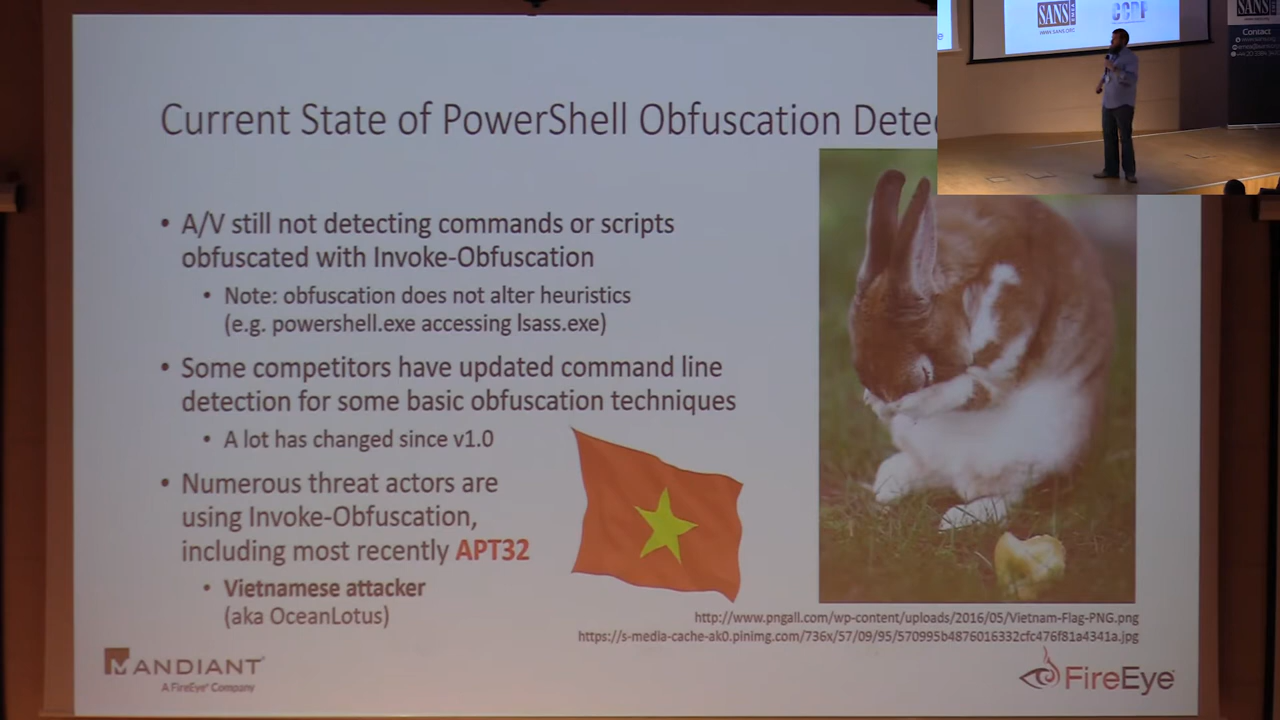 Current State of PowerShell Obfuscation Dete
SANS
Contact
• A/V still not detecting commands or scripts
obfuscated with Invoke-Obfuscation
• Note: obfuscation does not alter heuristics
(e.g. powershell.exe accessing lsass.exe)
• Some competitors have updated command line
detection for some basic obfuscation techniques
• A lot has changed since v1.0
• Numerous threat actors are
using Invoke-Obfuscation,
including most recently APT32
• Vietnamese attacker
(aka OceanLotus)
http://www.pngall.com/wp-content/uploads/2016/05/Vietnam-Flag-PNG.png
https://s-media-cache-ak0.pinimg.com/736x/57/09/95/570995b4876016332cfc476f81a4341a.jpg
MANDIANT
A FireEye® Company
FireEye™